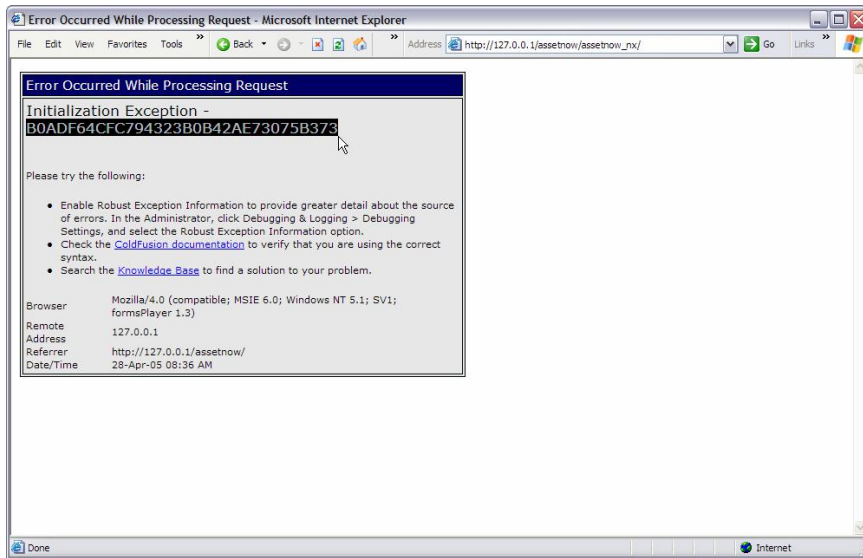 Error Occurred While Processing Request - Microsoft Internet Explorer
File Edit View Favorites Tools » Back » Address http://127.0.0.1/assetnow/assetnow_nx/ Go Links »
Error Occurred While Processing Request
Initialization Exception -
B0ADF64CFC794323B0B42AE73075B373
Please try the following:
• Enable Robust Exception Information to provide greater detail about the source
of errors. In the Administrator, click Debugging & Logging > Debugging
Settings, and select the Robust Exception Information option.
• Check the ColdFusion documentation to verify that you are using the correct
syntax.
• Search the Knowledge Base to find a solution to your problem.
Browser Mozilla/4.0 (compatible; MSIE 6.0; Windows NT 5.1; SV1;
formsPlayer 1.3)
Remote
Address 127.0.0.1
Referrer http://127.0.0.1/assetnow/
Date/Time 28-Apr-05 08:36 AM
Done Internet